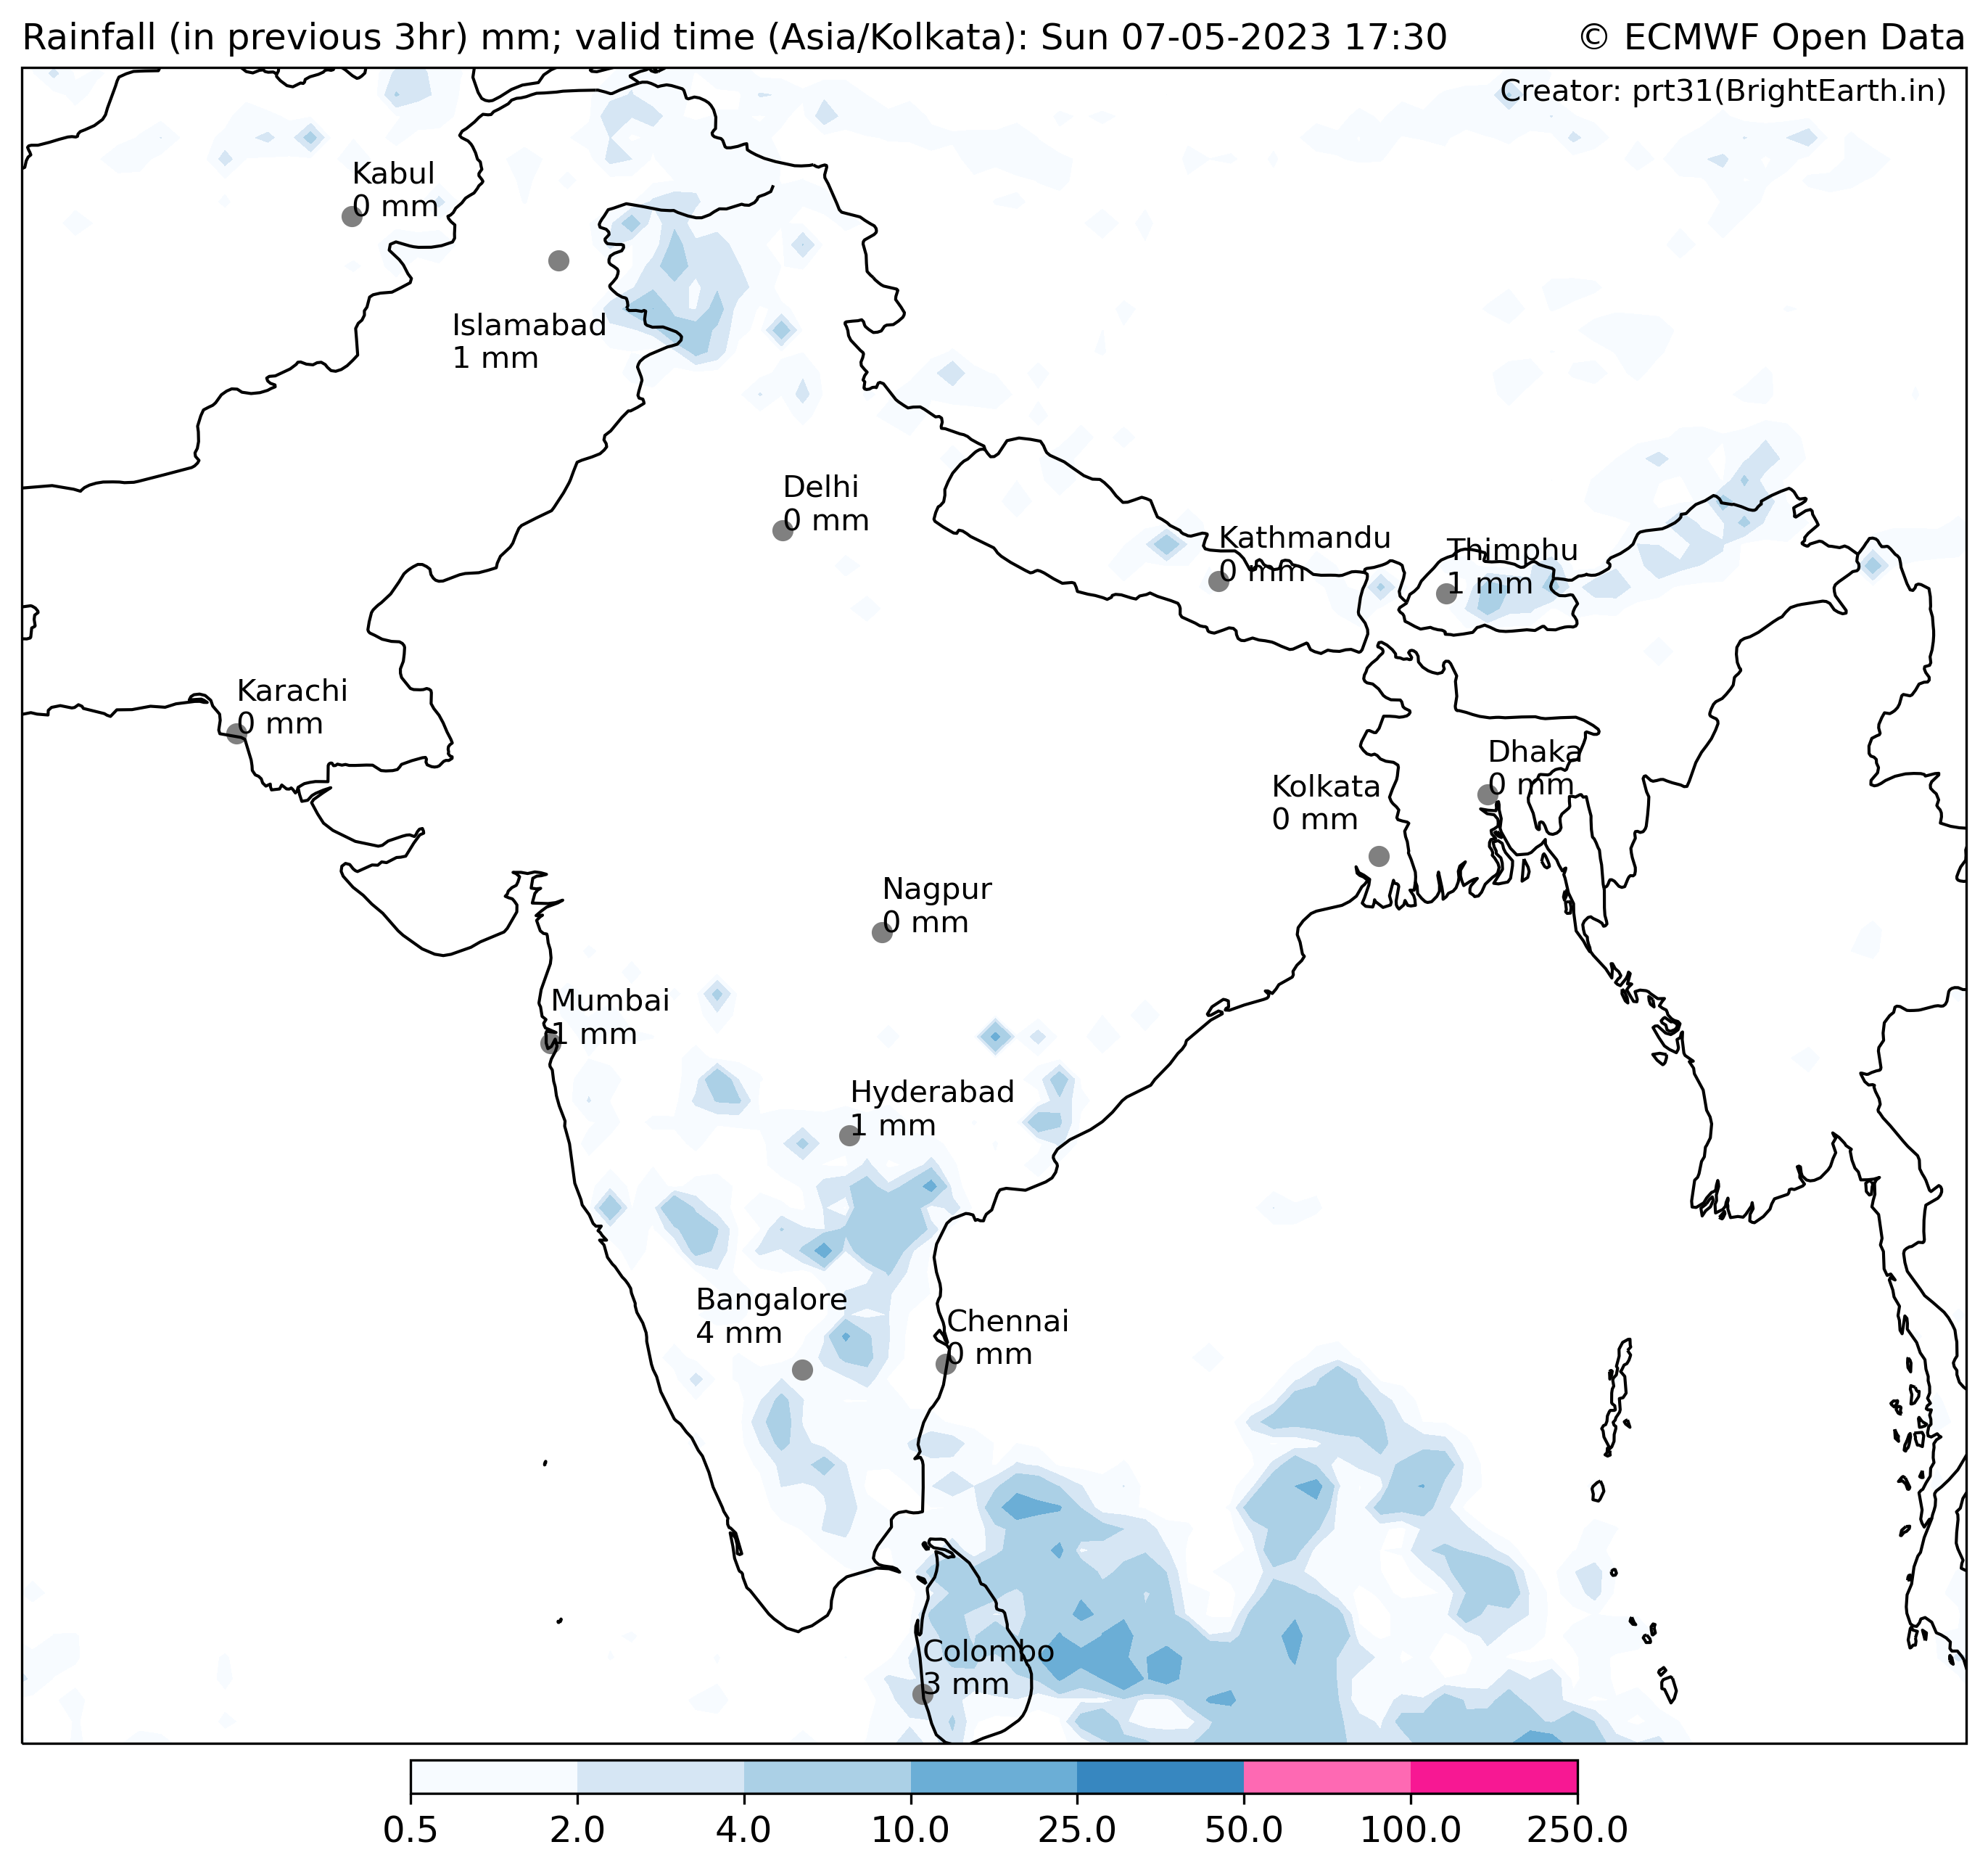 Rainfall (in previous 3hr) mm; valid time (Asia/Kolkata): Sun 07-05-2023 17:30
© ECMWF Open Data
Creator: prt31(BrightEarth.in)
Kabul
0 mm
Islamabad
1 mm
Delhi
0 mm
Kathmandu
0 mm
Thimphu
1 mm
Karachi
0 mm
Dhaka
0 mm
Kolkata
0 mm
Nagpur
0 mm
Mumbai
1 mm
Hyderabad
1 mm
Bangalore
4 mm
Chennai
0 mm
Colombo
3 mm
0.5 2.0 4.0 10.0 25.0 50.0 100.0 250.0